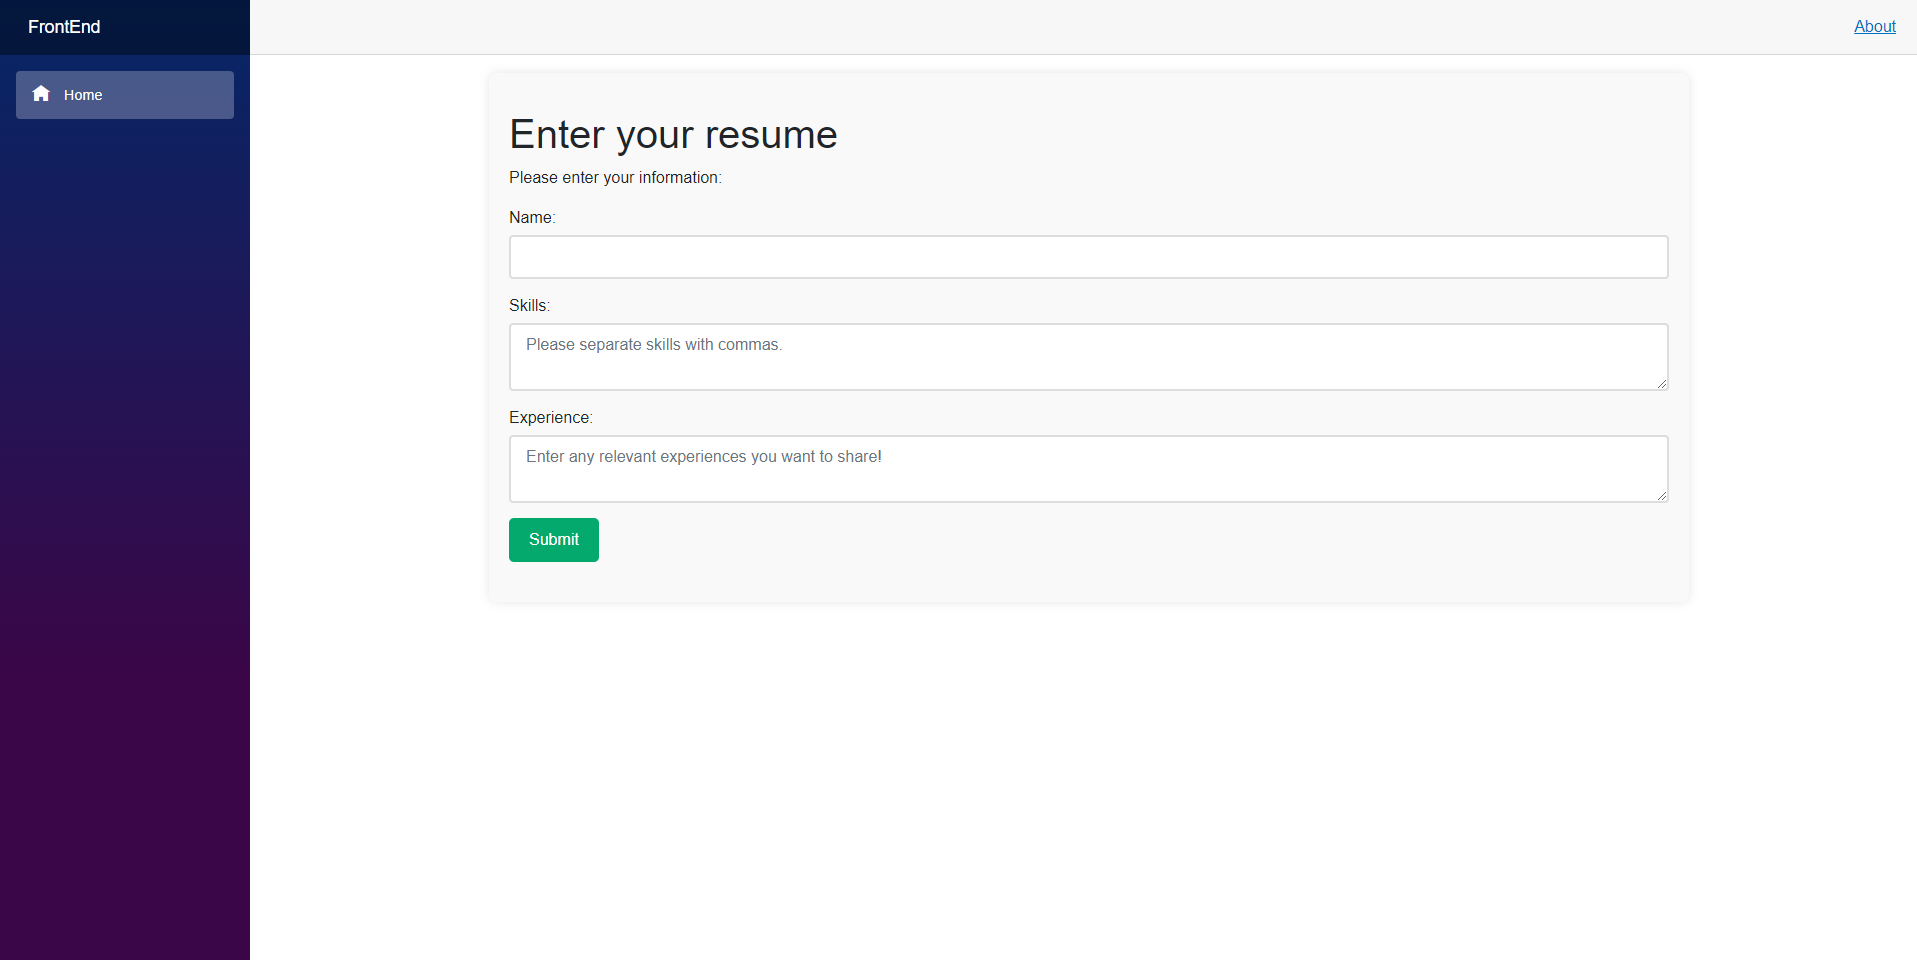 FrontEnd
About
Home
Enter your resume
Please enter your information:
Name:
Skills:
Please separate skills with commas.
Experience:
Enter any relevant experiences you want to share!
Submit